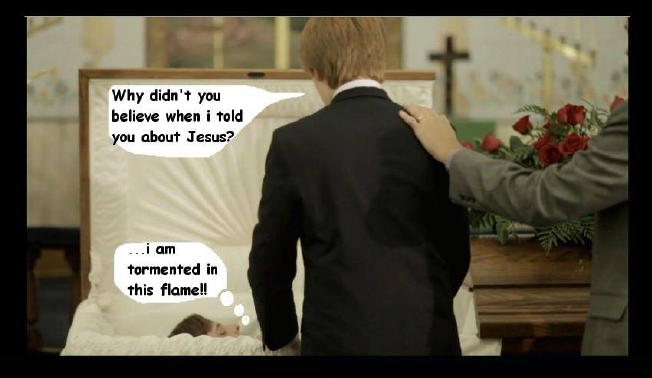 Why didn't you
believe when i told
you about Jesus?
...i am
tormented in
this flame!!